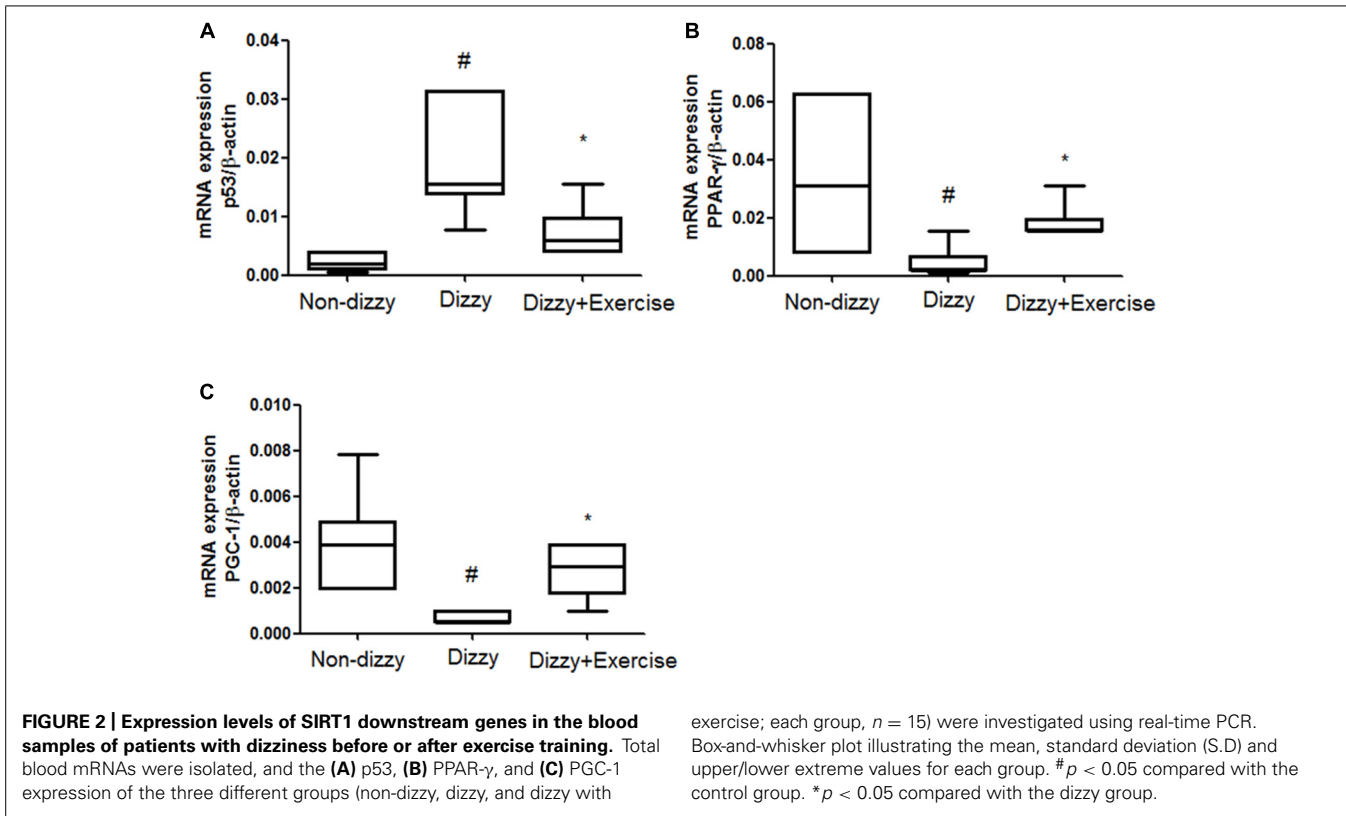 A
0.04
0.03
0.02
0.01
0.00
mRNA expression
p53/β-actin
#
*
Non-dizzy
Dizzy
Dizzy+Exercise
B
0.08
0.06
0.04
0.02
0.00
mRNA expression
PPAR-γ/β-actin
#
*
Non-dizzy
Dizzy
Dizzy+Exercise
C
0.010
0.008
0.006
0.004
0.002
0.000
mRNA expression
PGC-1/β-actin
#
*
Non-dizzy
Dizzy
Dizzy+Exercise
FIGURE 2 | Expression levels of SIRT1 downstream genes in the blood
samples of patients with dizziness before or after exercise training. Total
blood mRNAs were isolated, and the (A) p53, (B) PPAR-γ, and (C) PGC-1
expression of the three different groups (non-dizzy, dizzy, and dizzy with
exercise; each group, n = 15) were investigated using real-time PCR.
Box-and-whisker plot illustrating the mean, standard deviation (S.D) and
upper/lower extreme values for each group. #p < 0.05 compared with the
control group. *p < 0.05 compared with the dizzy group.